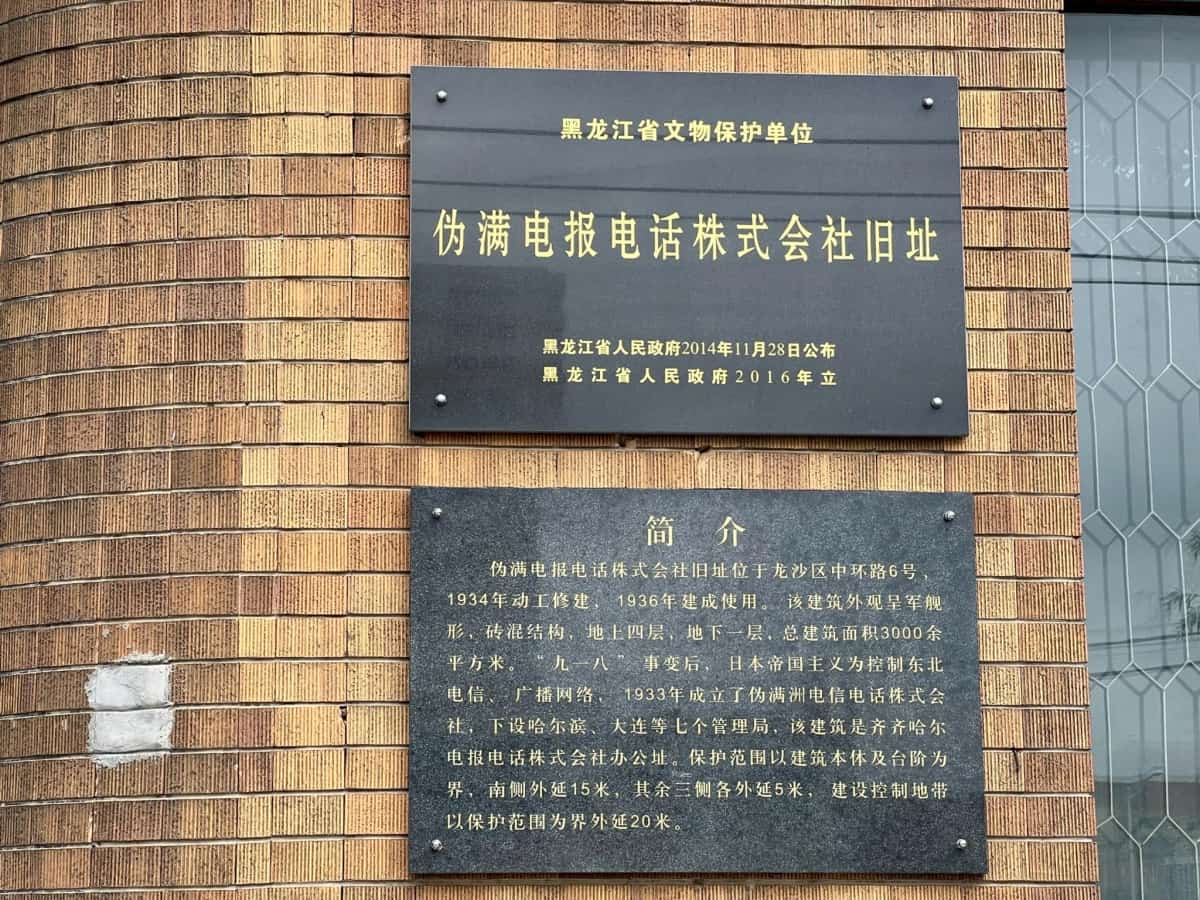 黑龙江省文物保护单位
伪满电报电话株式会社旧址
黑龙江省人民政府2014年11月28日公布
黑龙江省人民政府2016年立
简 介
伪满电报电话株式会社旧址位于龙沙区中环路6号，
1934年动工修建、1936年建成使用。该建筑外观呈军舰
形，砖混结构，地上四层，地下一层，总建筑面积3000余
平方米。“九一八”事变后，日本帝国主义为控制东北
电信、广播网络，1933年成立了伪满洲电信电话株式会
社，下设哈尔滨、大连等七个管理局，该建筑是齐齐哈尔
电报电话株式会社办公址。保护范围以建筑本体及台阶为
界，南侧外延15米，其余三侧各外延5米，建设控制地带
以保护范围为界外延20米。